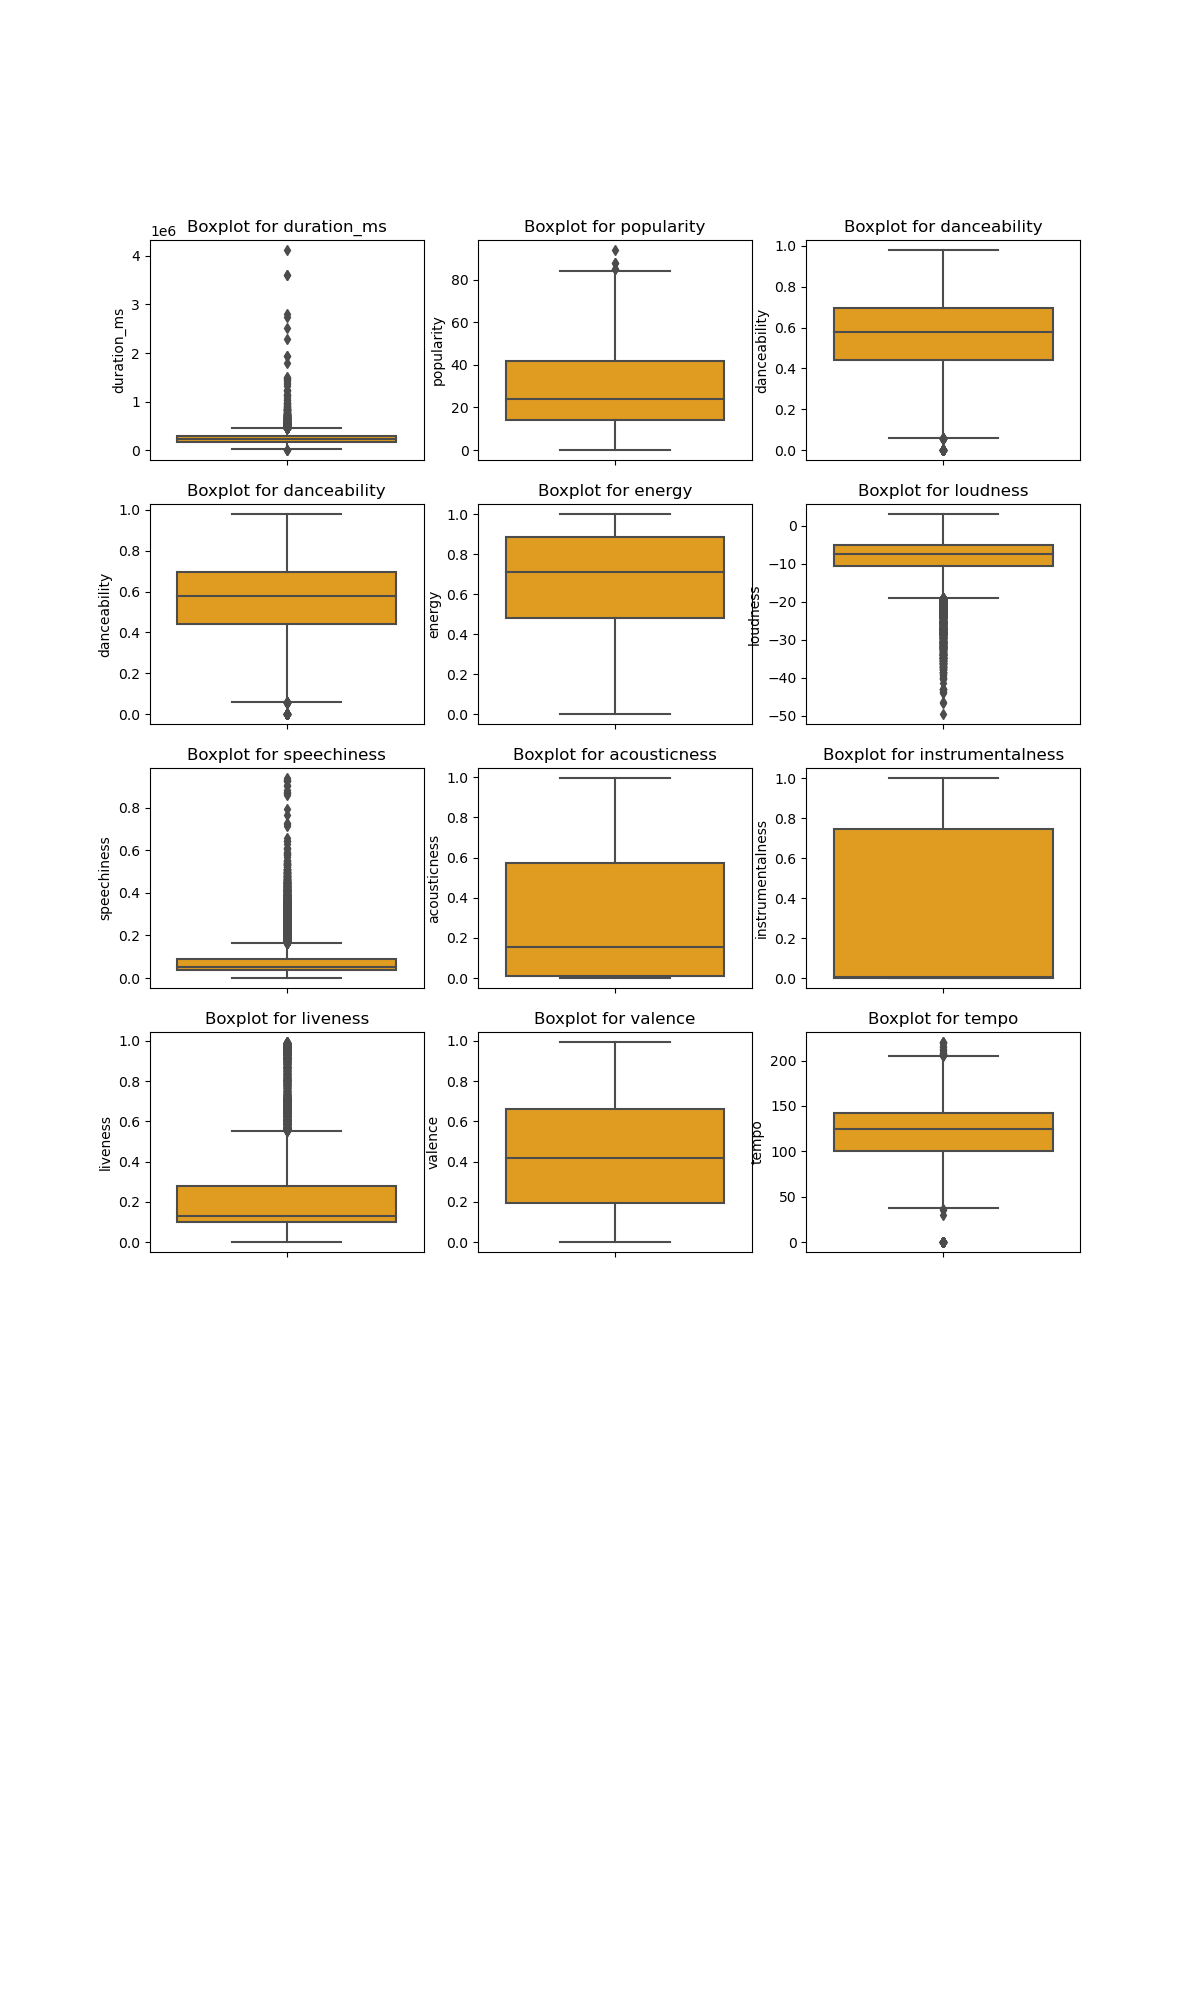 Boxplot for duration_ms
1e6
4
3
2
1
0
duration_ms
Boxplot for popularity
80
60
40
20
0
popularity
Boxplot for danceability
1.0
0.8
0.6
0.4
0.2
0.0
danceability
Boxplot for danceability
1.0
0.8
0.6
0.4
0.2
0.0
danceability
Boxplot for energy
1.0
0.8
0.6
0.4
0.2
0.0
energy
Boxplot for loudness
0
−10
−20
−30
−40
−50
loudness
Boxplot for speechiness
0.8
0.6
0.4
0.2
0.0
speechiness
Boxplot for acousticness
1.0
0.8
0.6
0.4
0.2
0.0
acousticness
Boxplot for instrumentalness
1.0
0.8
0.6
0.4
0.2
0.0
instrumentalness
Boxplot for liveness
1.0
0.8
0.6
0.4
0.2
0.0
liveness
Boxplot for valence
1.0
0.8
0.6
0.4
0.2
0.0
valence
Boxplot for tempo
200
150
100
50
0
tempo